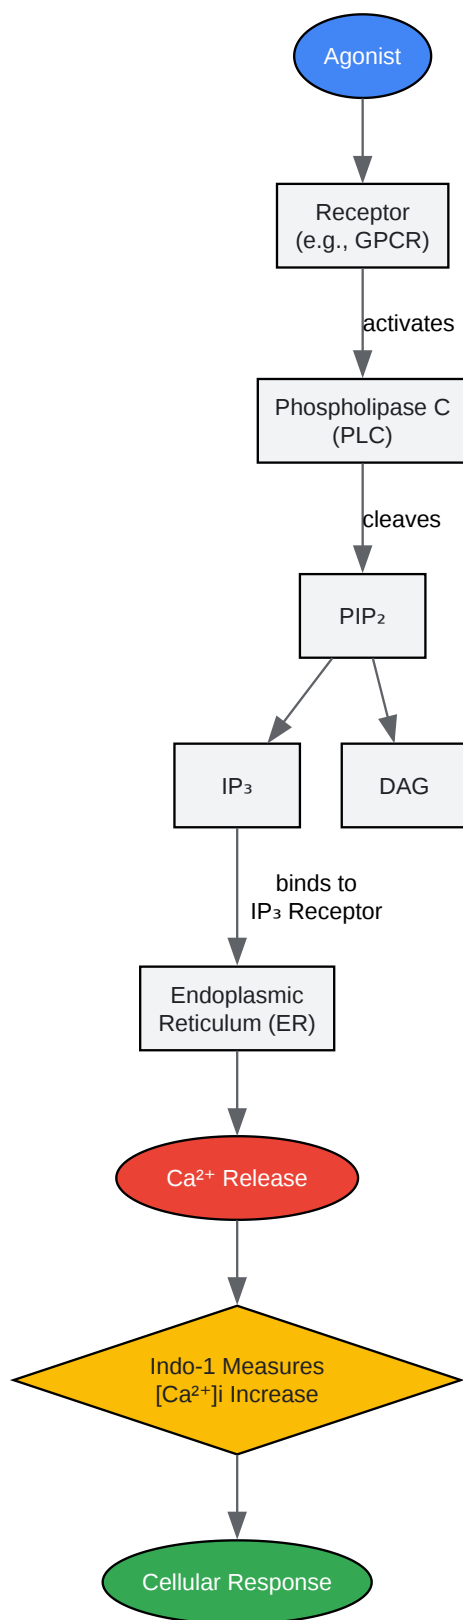 Agonist
Receptor
(e.g., GPCR)
activates
Phospholipase C
(PLC)
cleaves
PIP₂
IP₃
DAG
binds to
IP₃ Receptor
Endoplasmic
Reticulum (ER)
Ca²⁺ Release
Indo-1 Measures
[Ca²⁺]i Increase
Cellular Response